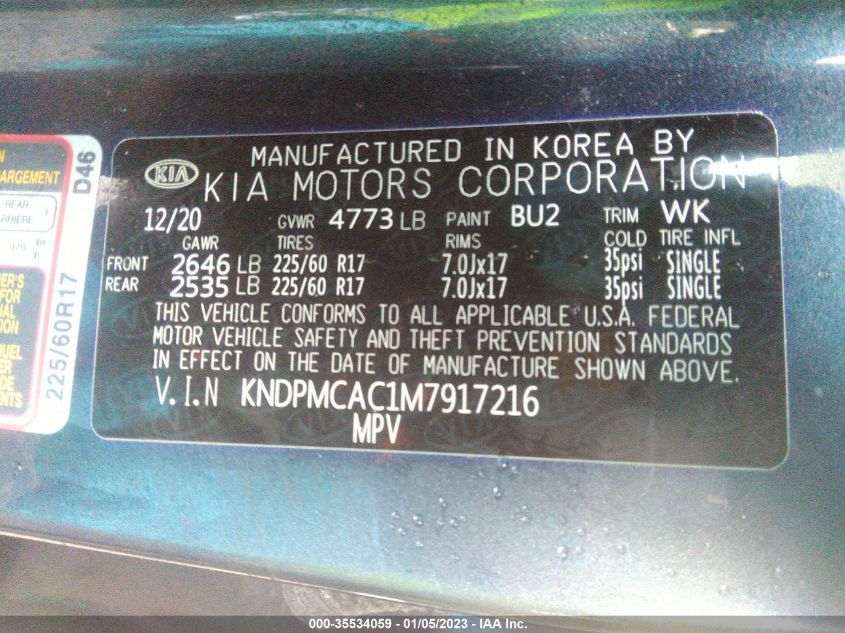 MANUFACTURED IN KOREA BY
KIA KIA MOTORS CORPORATION
12/20 GVWR 4773 LB PAINT BU2 TRIM WK
GAWR TIRES RIMS COLD TIRE INFL
FRONT 2646 LB 225/60 R17 7.0Jx17 35psi SINGLE
REAR 2535 LB 225/60 R17 7.0Jx17 35psi SINGLE
THIS VEHICLE CONFORMS TO ALL APPLICABLE U.S.A. FEDERAL
MOTOR VEHICLE SAFETY AND THEFT PREVENTION STANDARDS
IN EFFECT ON THE DATE OF MANUFACTURE SHOWN ABOVE.
V.I.N KNDPMCAC1M7917216
MPV
D46
225/60R17
REAR
000-35534059 - 01/05/2023 - IAA Inc.